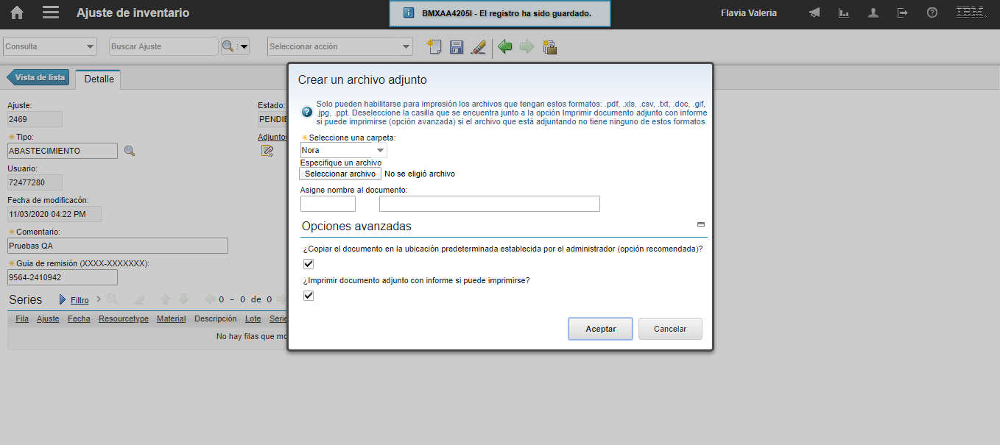 Ajuste de inventario
BMXAA4205I - El registro ha sido guardado.
Flavia Valeria
IBM.
Consulta
Buscar Ajuste
Seleccionar acción
Vista de lista
Detalle
Ajuste:
2469
Estado:
PENDIE
Tipo:
ABASTECIMIENTO
Adjuntos
Usuario:
72477280
Fecha de modificacón:
11/03/2020 04:22 PM
Comentario:
Pruebas QA
Guia de remisión (XXXX-XXXXXXX):
9564-2410942
Series
Filtro
0 - 0 de 0
Fila Ajuste Fecha Resourcetype Material Descripción Lote Serie
No hay filas que mo
Crear un archivo adjunto
Solo pueden habilitarse para impresión los archivos que tengan estos formatos: .pdf, .xls, .csv, .txt, .doc, .gif,
.jpg, .ppt. Deseleccione la casilla que se encuentra junto a la opción Imprimir documento adjunto con informe
si puede imprimirse (opción avanzada) si el archivo que está adjuntando no tiene ninguno de estos formatos.
Seleccione una carpeta:
Nora
Especifique un archivo
Seleccionar archivo No se eligió archivo
Asigne nombre al documento:
Opciones avanzadas
¿Copiar el documento en la ubicación predeterminada establecida por el administrador (opción recomendada)?
¿Imprimir documento adjunto con informe si puede imprimirse?
Aceptar
Cancelar